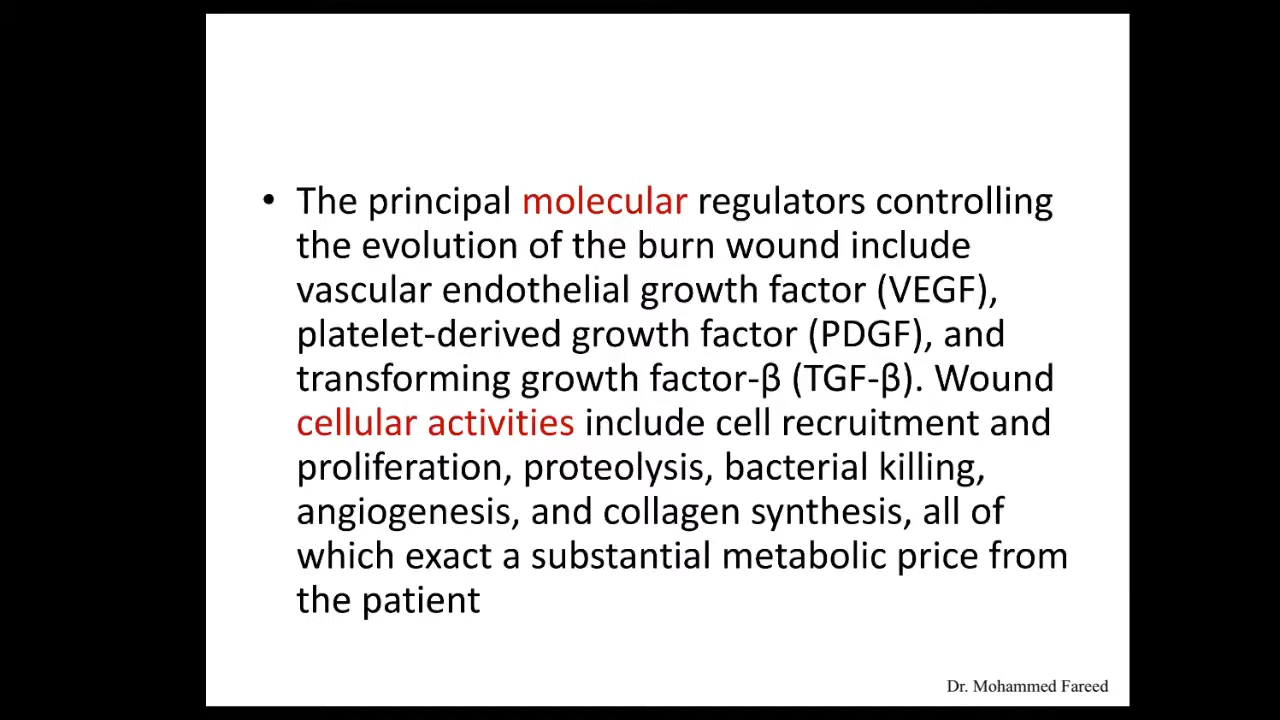 • The principal molecular regulators controlling
the evolution of the burn wound include
vascular endothelial growth factor (VEGF),
platelet-derived growth factor (PDGF), and
transforming growth factor-β (TGF-β). Wound
cellular activities include cell recruitment and
proliferation, proteolysis, bacterial killing,
angiogenesis, and collagen synthesis, all of
which exact a substantial metabolic price from
the patient
Dr. Mohammed Fareed